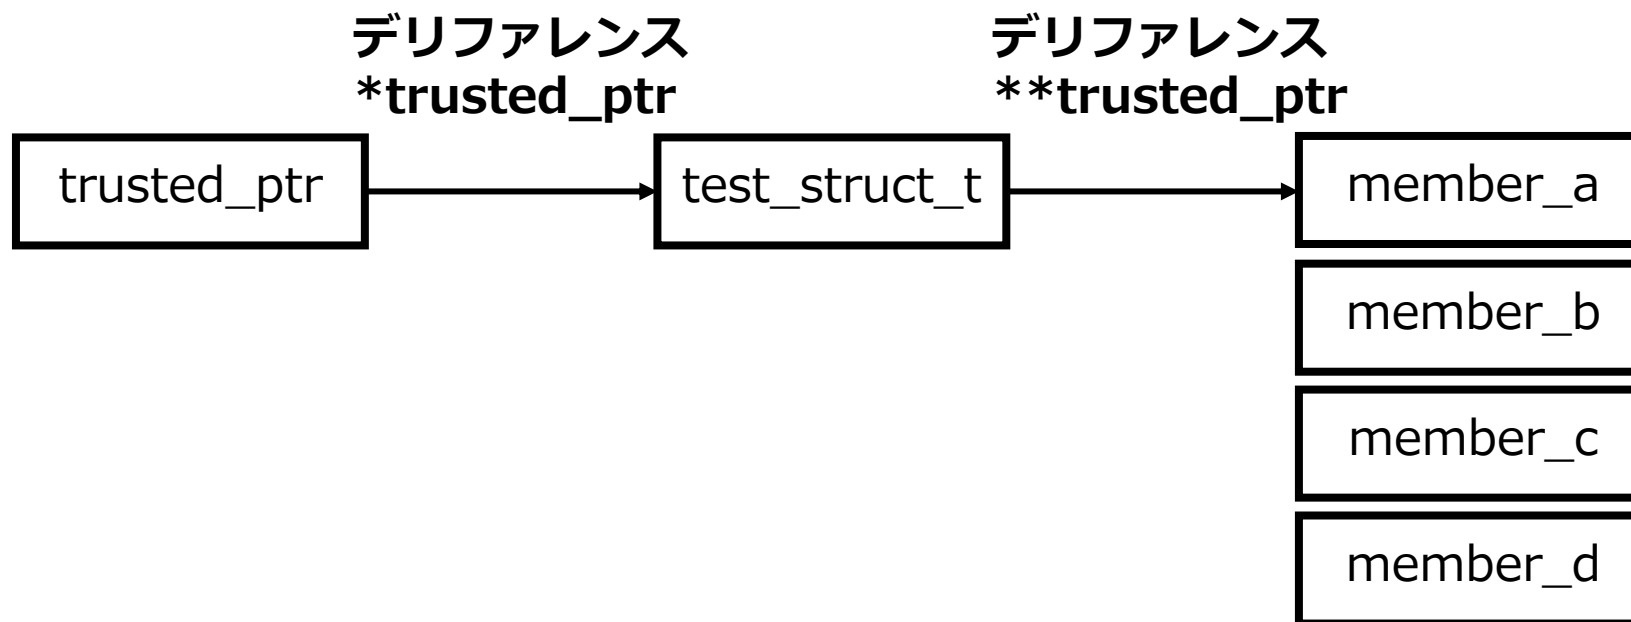 デリファレンス
*trusted_ptr
デリファレンス
**trusted_ptr
trusted_ptr
test_struct_t
member_a
member_b
member_c
member_d